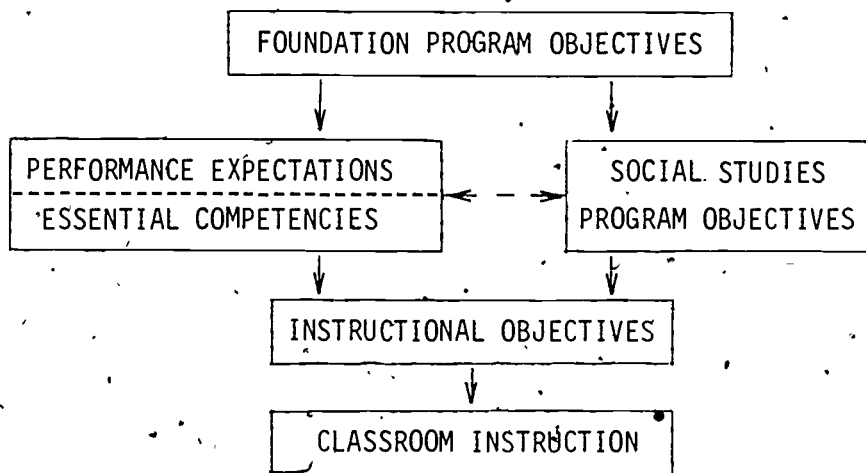 FOUNDATION PROGRAM OBJECTIVES
PERFORMANCE EXPECTATIONS
ESSENTIAL COMPETENCIES
SOCIAL STUDIES
PROGRAM OBJECTIVES
INSTRUCTIONAL OBJECTIVES
CLASSROOM INSTRUCTION